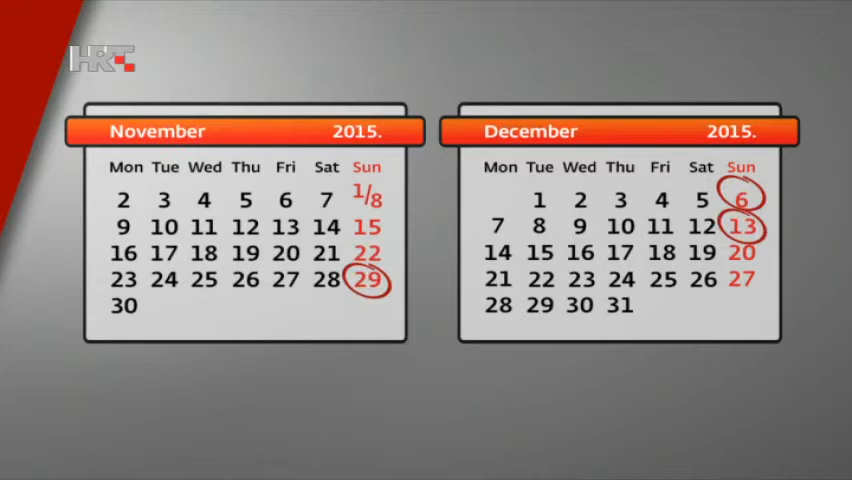 HRT
November 2015.
Mon Tue Wed Thu Fri Sat Sun
2 3 4 5 6 7 1/8
9 10 11 12 13 14 15
16 17 18 19 20 21 22
23 24 25 26 27 28 29
30
December 2015.
Mon Tue Wed Thu Fri Sat Sun
1 2 3 4 5 6
7 8 9 10 11 12 13
14 15 16 17 18 19 20
21 22 23 24 25 26 27
28 29 30 31